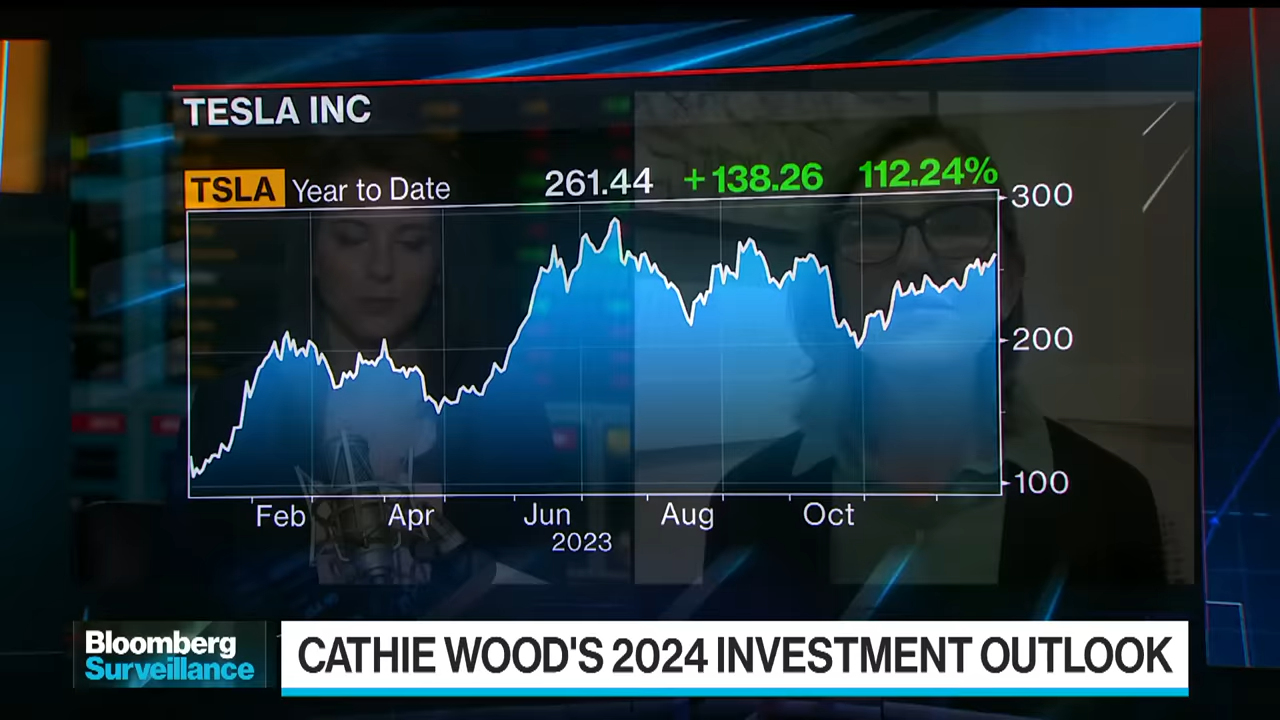 TESLA INC
TSLA Year to Date 261.44 +138.26 112.24%
300
200
100
Feb Apr Jun Aug Oct
2023
Bloomberg
Surveillance
CATHIE WOOD'S 2024 INVESTMENT OUTLOOK